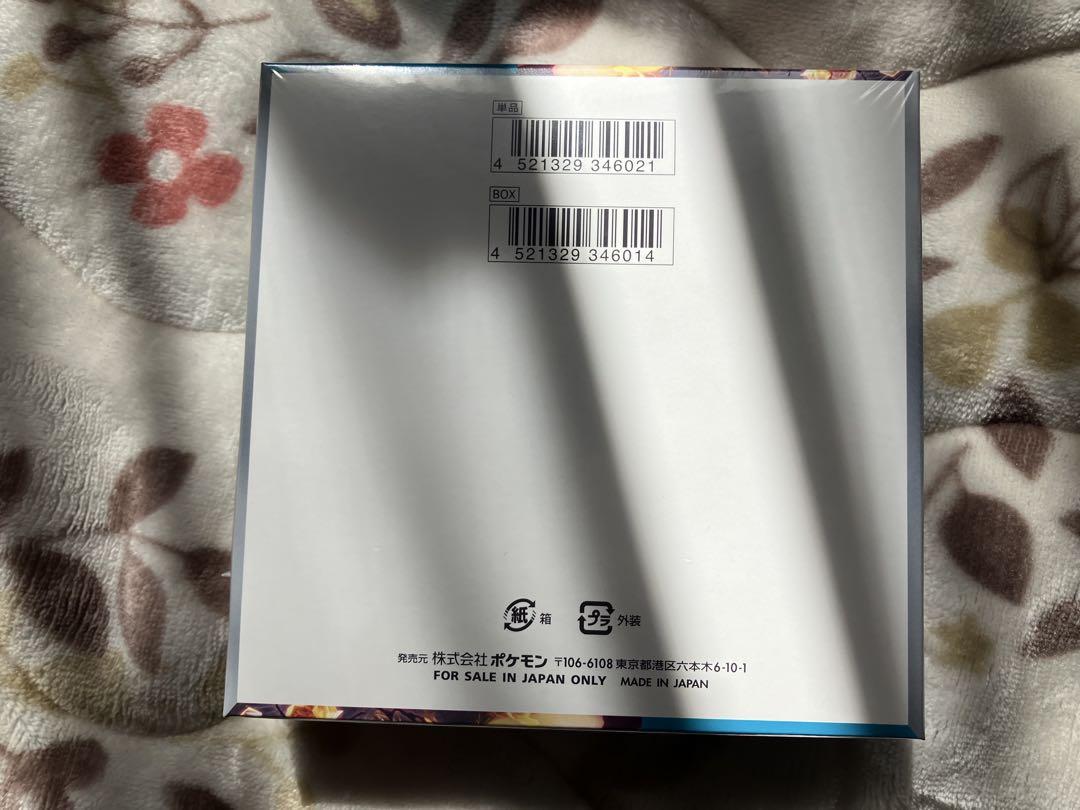 単品
4 521329 346021
BOX
4 521329 346014
紙 箱 プラ 外装
発売元 株式会社ポケモン 〒106-6108 東京都港区六本木6-10-1
FOR SALE IN JAPAN ONLY MADE IN JAPAN